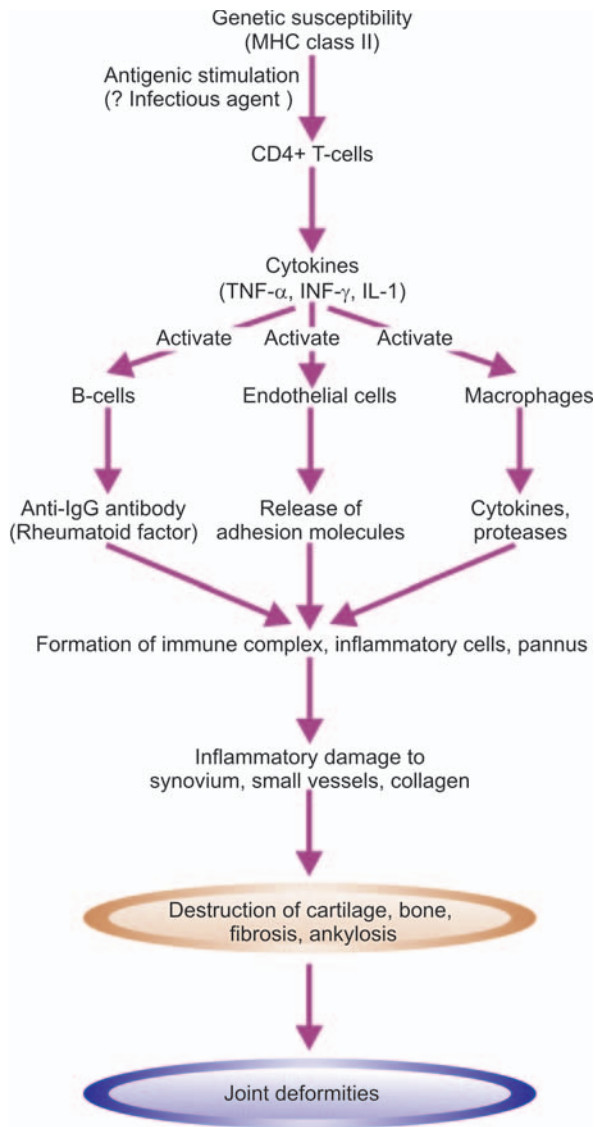 Genetic susceptibility
(MHC class II)
Antigenic stimulation
(? Infectious agent )
CD4+ T-cells
Cytokines
(TNF-α, INF-γ, IL-1)
Activate Activate Activate
B-cells Endothelial cells Macrophages
Anti-IgG antibody
(Rheumatoid factor)
Release of
adhesion molecules
Cytokines,
proteases
Formation of immune complex, inflammatory cells, pannus
Inflammatory damage to
synovium, small vessels, collagen
Destruction of cartilage, bone,
fibrosis, ankylosis
Joint deformities